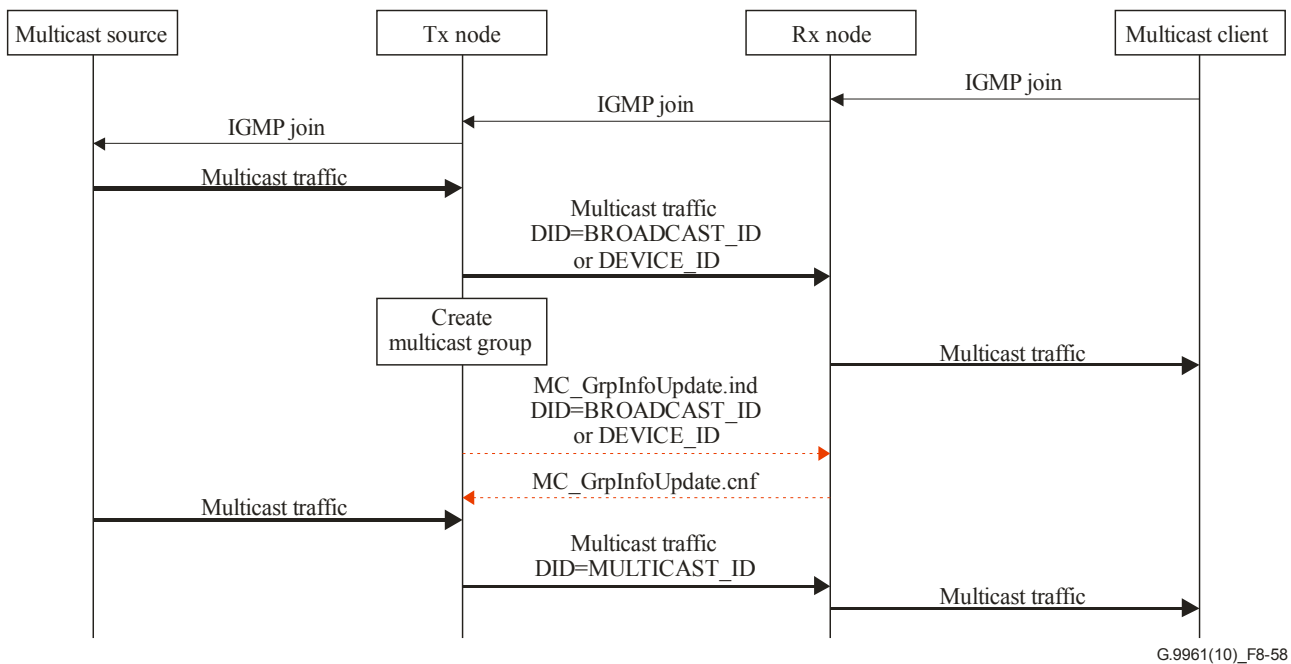 Multicast source
Tx node
Rx node
Multicast client
IGMP join
IGMP join
IGMP join
Multicast traffic
Multicast traffic
DID=BROADCAST_ID
or DEVICE_ID
Create
multicast group
Multicast traffic
MC_GrpInfoUpdate.ind
DID=BROADCAST_ID
or DEVICE_ID
MC_GrpInfoUpdate.cnf
Multicast traffic
Multicast traffic
DID=MULTICAST_ID
Multicast traffic
G.9961(10)_F8-58